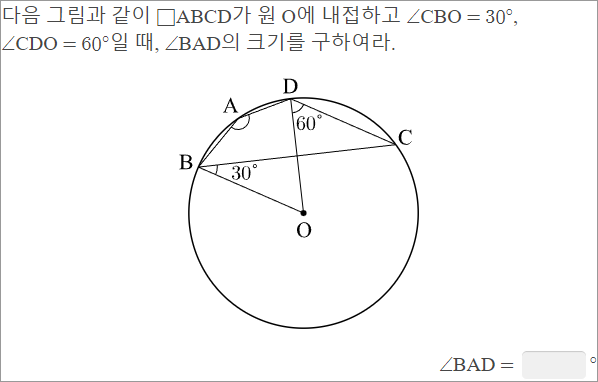 다음 그림과 같이 □ABCD가 원 O에 내접하고 ∠CBO = 30°,
∠CDO = 60°일 때, ∠BAD의 크기를 구하여라.
D
A
60°
C
B
30°
O
∠BAD = °